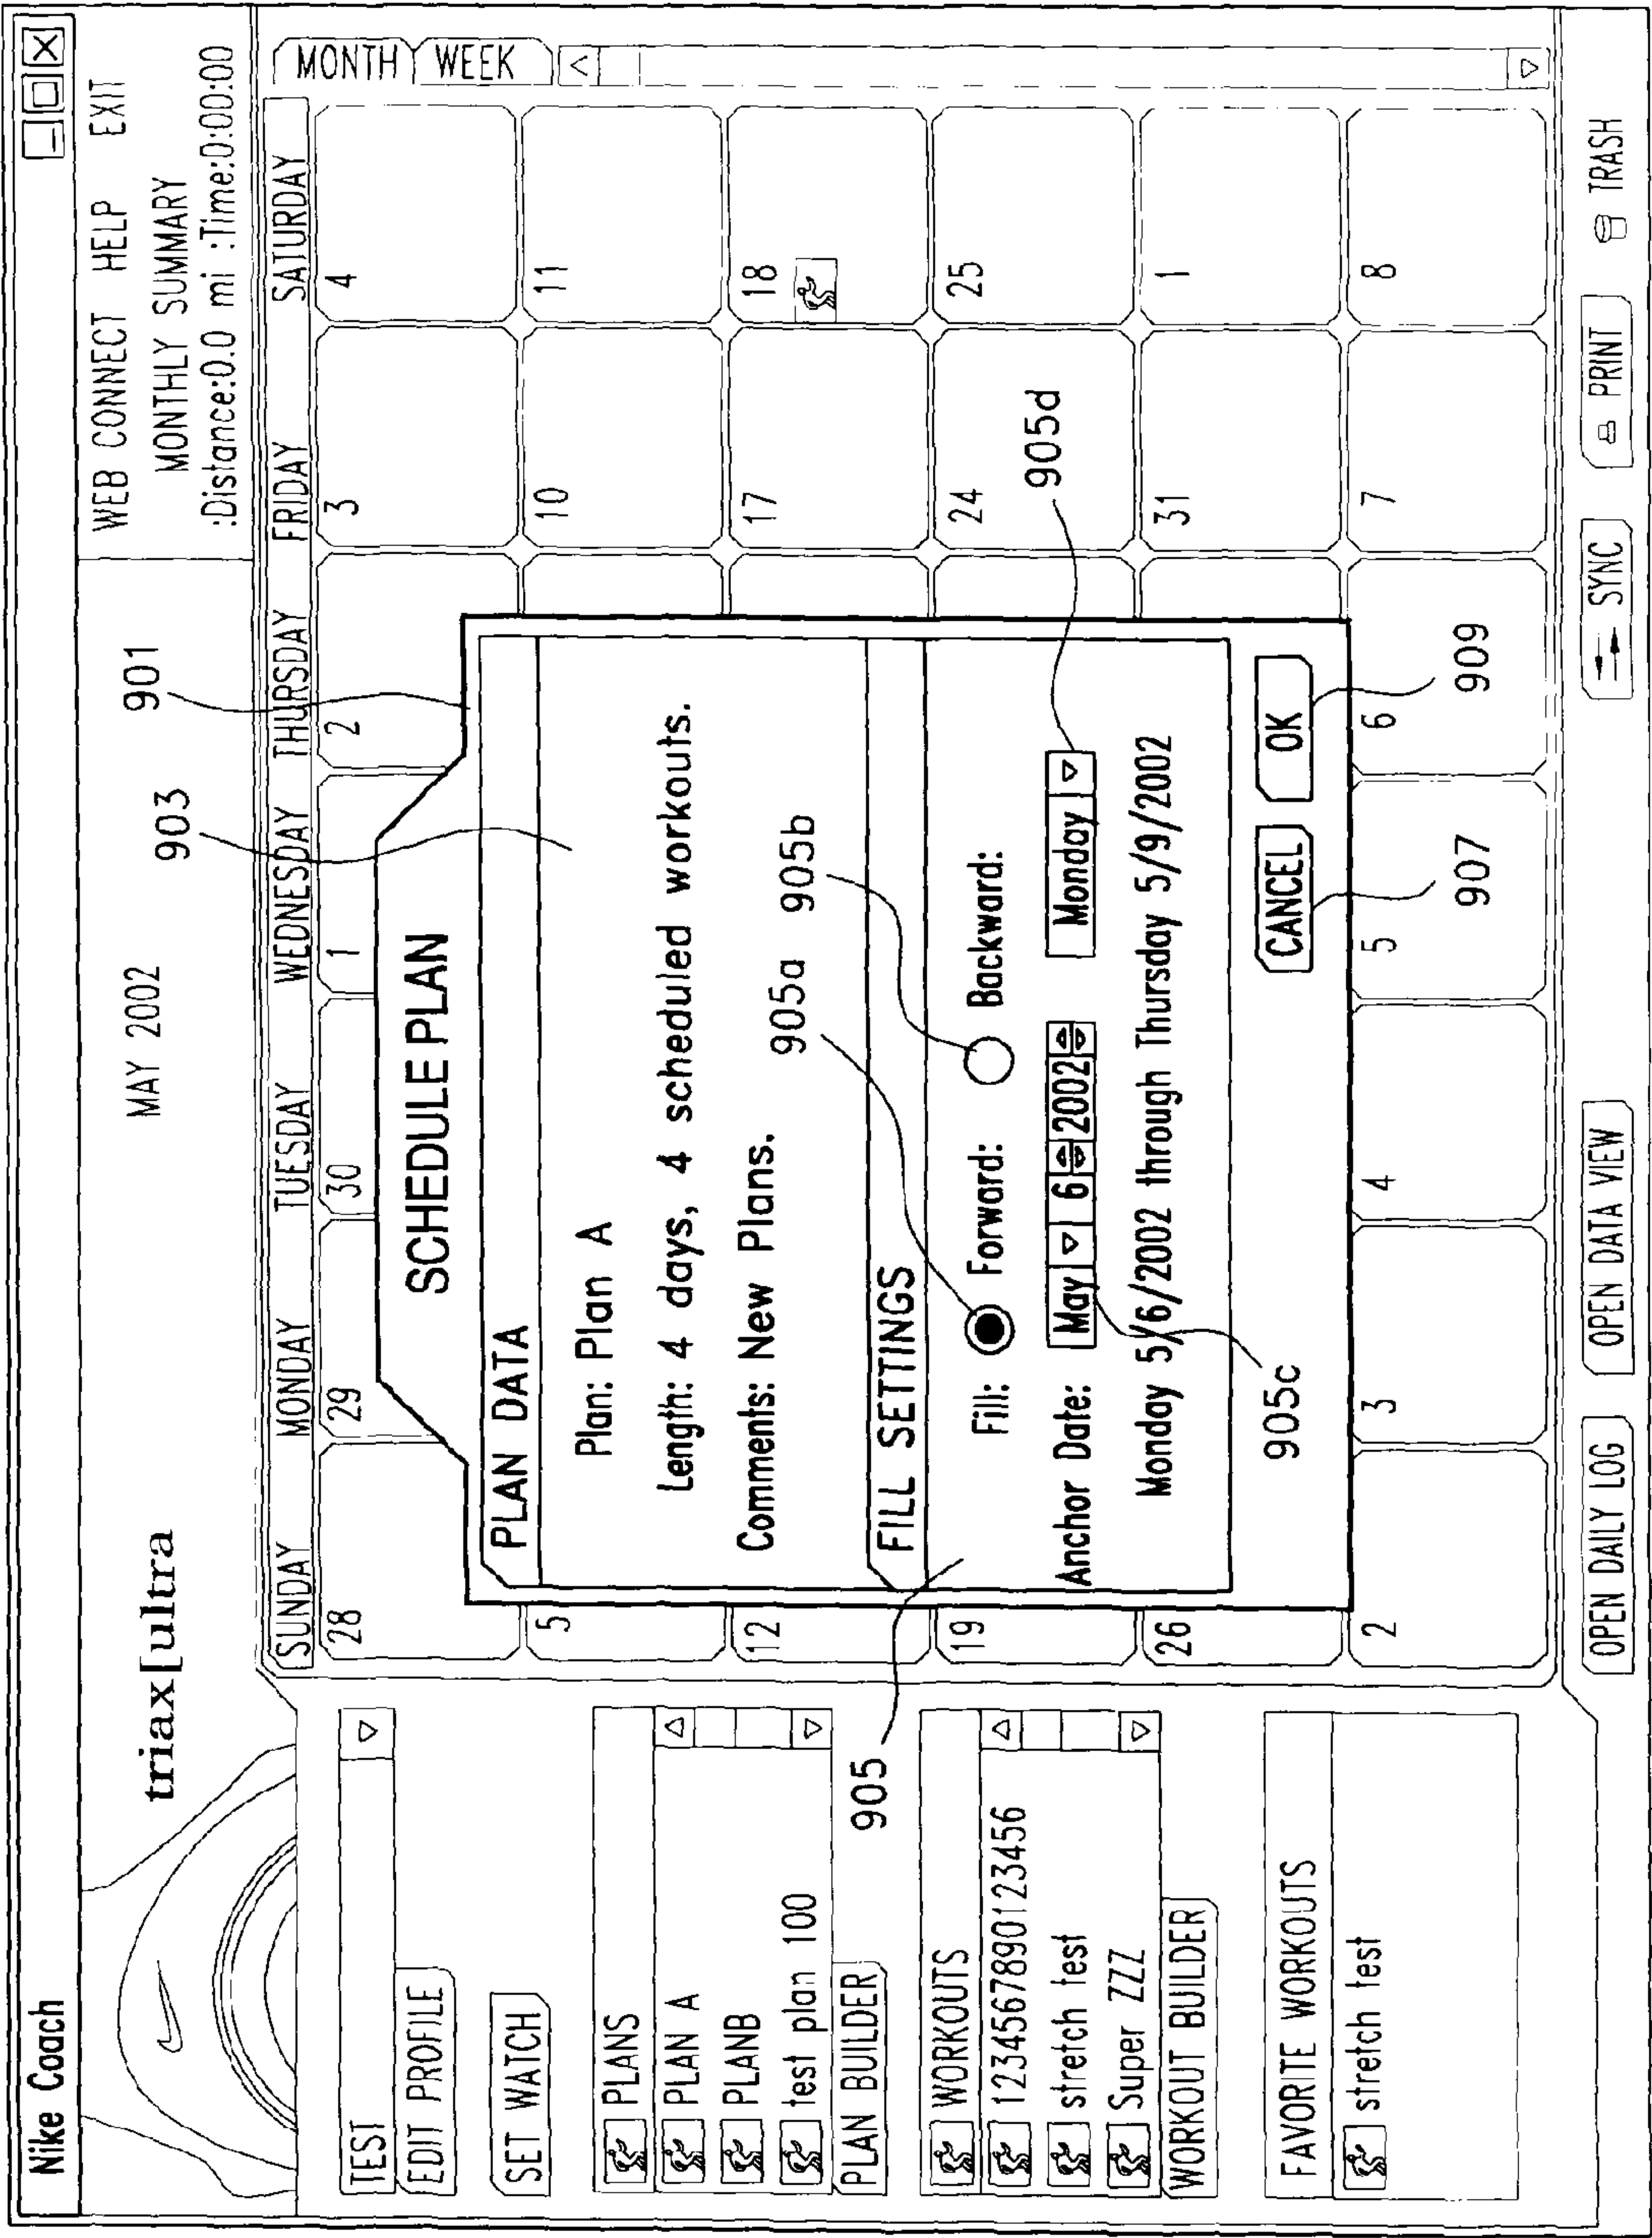 Nike Coach
triax[ultra
MAY 2002
WEB CONNECT HELP EXIT
MONTHLY SUMMARY
:Distance:0.0 mi :Time:0:00:00
901
903
TEST
EDIT PROFILE
SET WATCH
PLANS
PLAN A
PLANB
test plan 100
PLAN BUILDER
905
WORKOUTS
12345678901234 56
stretch test
Super ZZZ
WORKOUT BUILDER
FAVORITE WORKOUTS
stretch test
SUNDAY MONDAY TUESDAY WEDNESDAY THURSDAY FRIDAY SATURDAY
MONTH
WEEK
28 29 30 1 2 3 4
5 10 11
12 17 18
19 24 25
26 31 1
2 3 4 5 6 7 8
SCHEDULE PLAN
PLAN DATA
Plan: Plan A
Length: 4 days, 4 scheduled workouts.
Comments: New Plans.
905a 905b
FILL SETTINGS
Fill: Forward: Backward:
905d
Anchor Date: May 6 2002 Monday
Monday 5/6/2002 through Thursday 5/9/2002
905c
CANCEL OK
907 909
OPEN DAILY LOG OPEN DATA VIEW SYNC PRINT TRASH